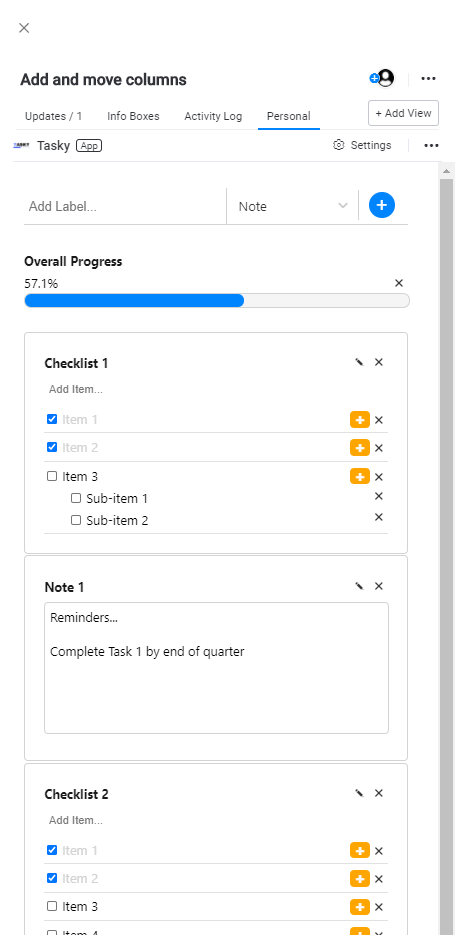 Add and move columns
Updates / 1 Info Boxes Activity Log Personal + Add View
Tasky App Settings
Add Label... Note
Overall Progress
57.1%
Checklist 1
Add Item...
Item 1
Item 2
Item 3
Sub-item 1
Sub-item 2
Note 1
Reminders...
Complete Task 1 by end of quarter
Checklist 2
Add Item...
Item 1
Item 2
Item 3
Item 4